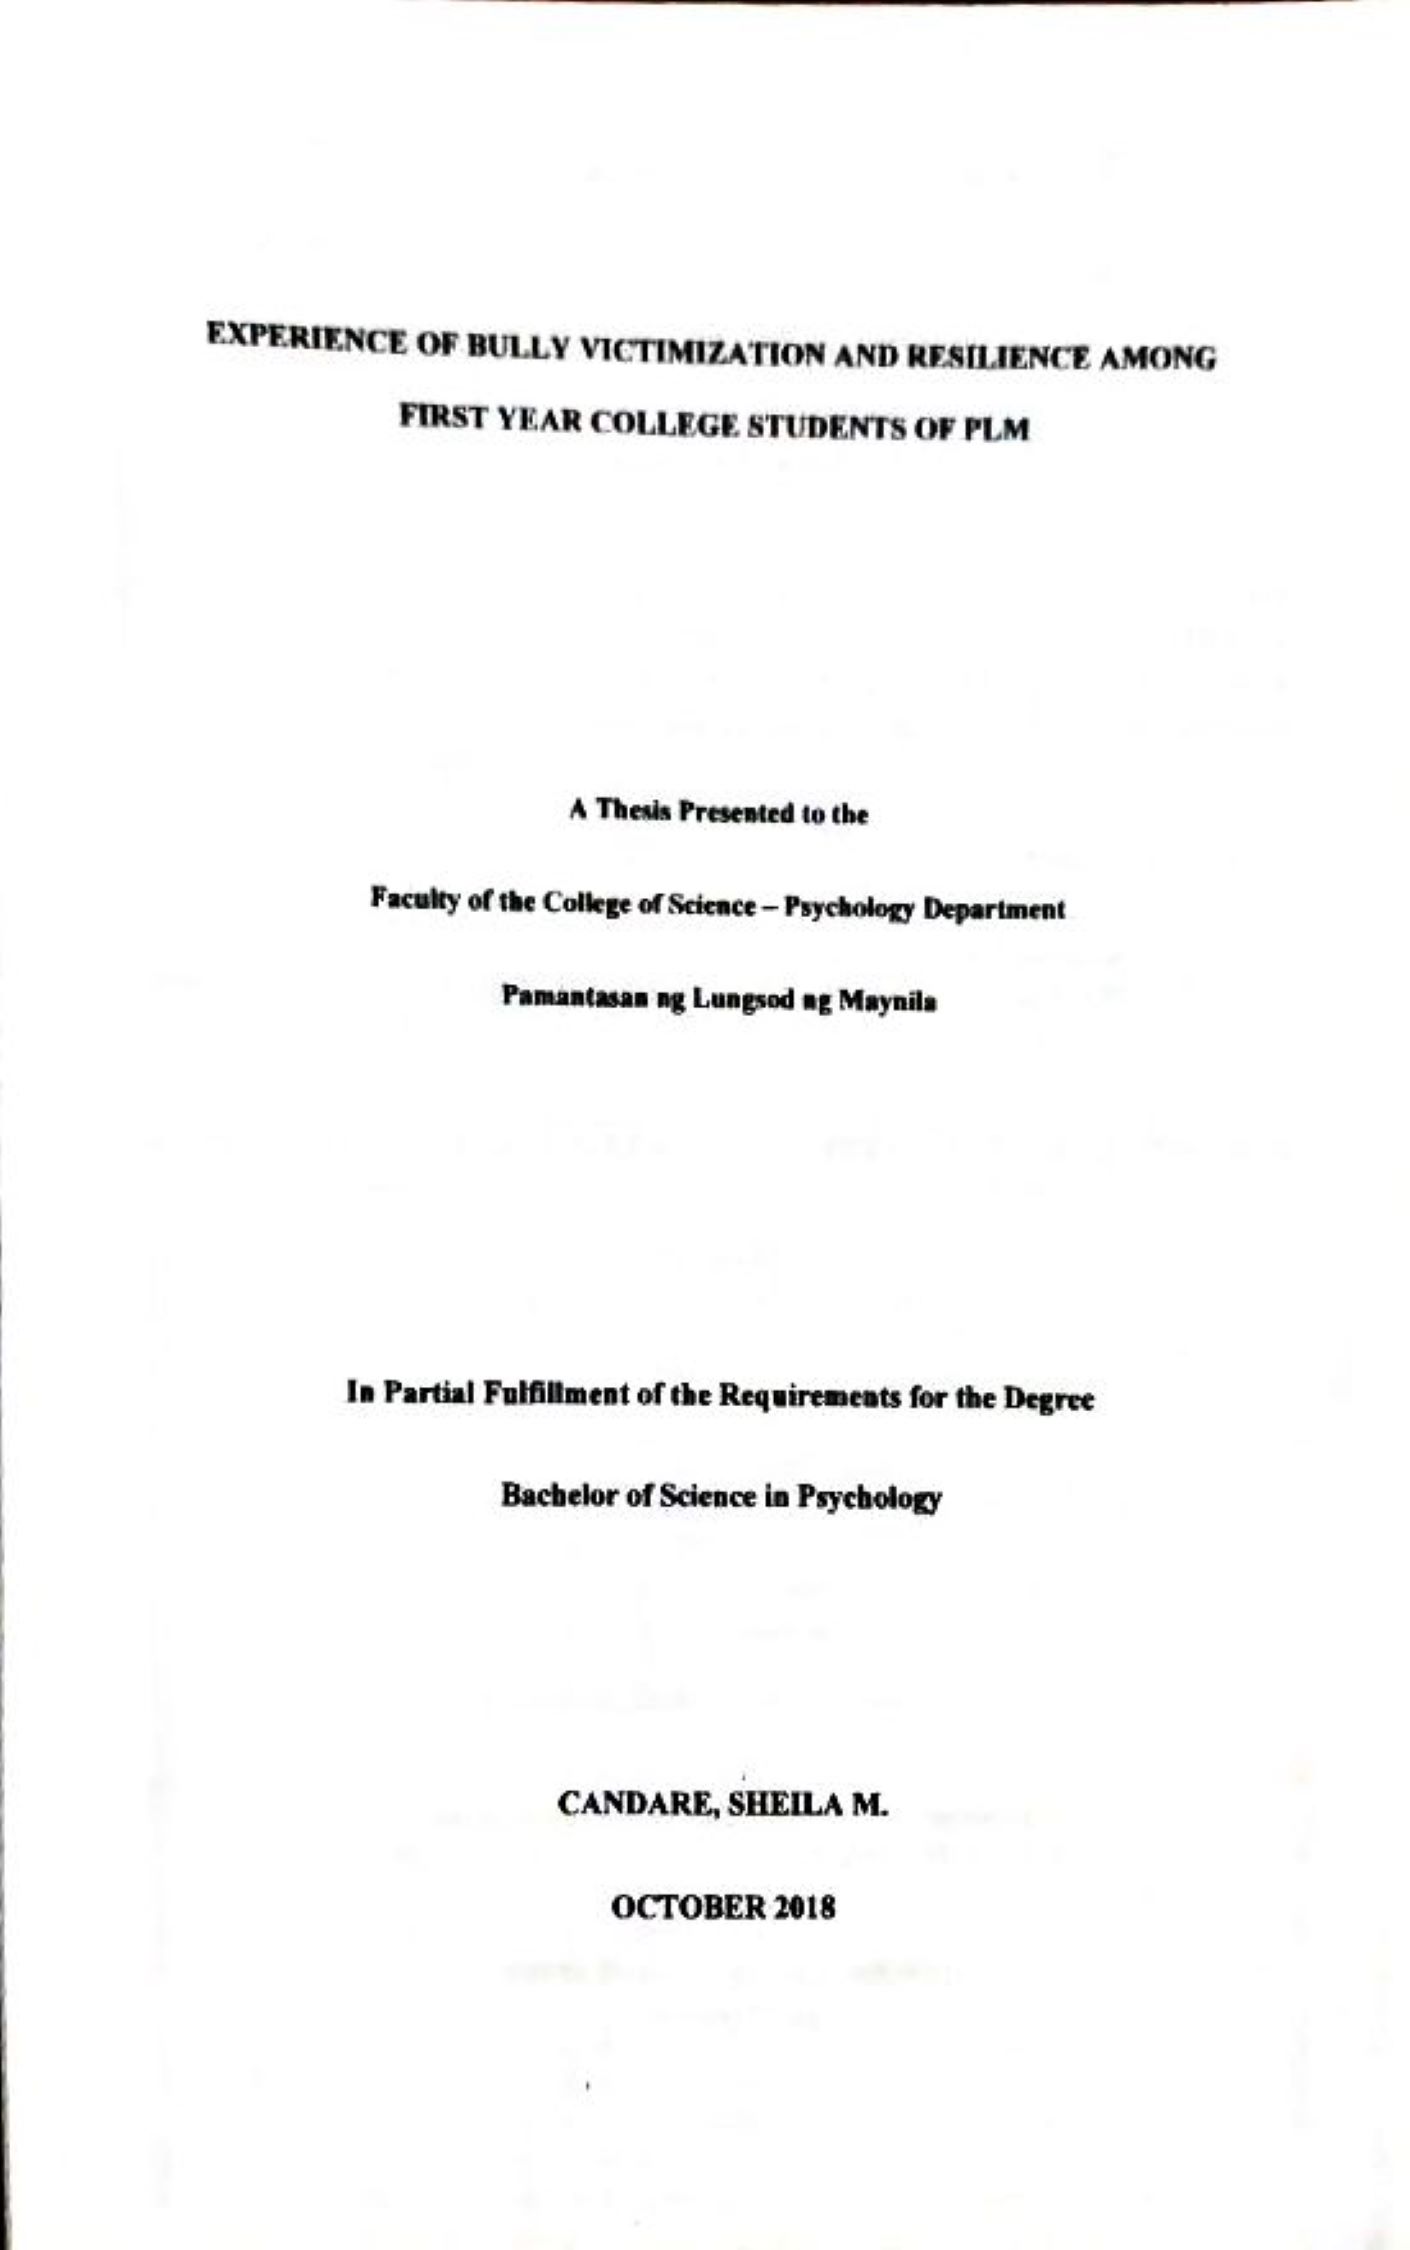 EXPERIENCE OF BULLY VICTIMIZATION AND RESILIENCE AMONG
FIRST YEAR COLLEGE STUDENTS OF PLM
A Thesis Presented to the
Faculty of the College of Science – Psychology Department
Pamantasan ng Lungsod ng Maynila
In Partial Fulfillment of the Requirements for the Degree
Bachelor of Science in Psychology
CANDARE, SHEILA M.
OCTOBER 2018